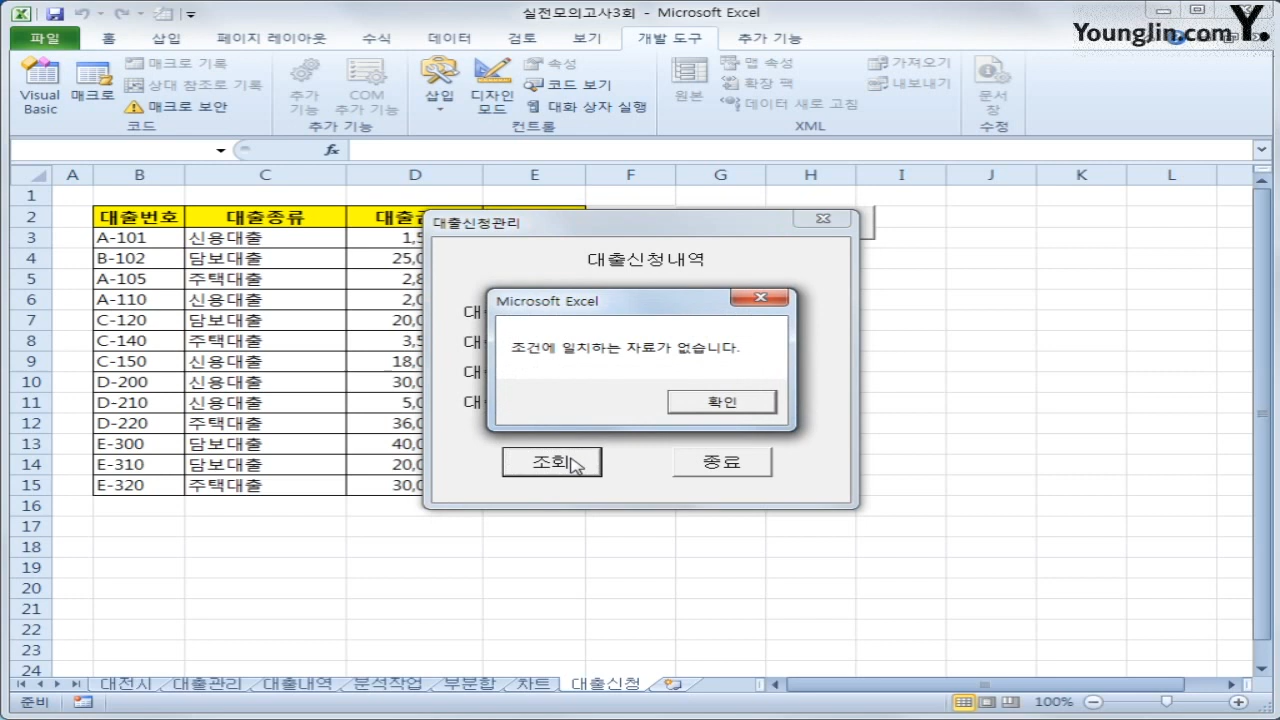 실전모의고사3회 - Microsoft Excel
YoungJin.com Y.
파일 홈 삽입 페이지 레이아웃 수식 데이터 검토 보기 개발 도구 추가 기능
Visual Basic
매크로
매크로 기록
상대 참조로 기록
매크로 보안
코드
추가 기능
COM 추가 기능
추가 기능
삽입
디자인 모드
속성
코드 보기
대화 상자 실행
컨트롤
원본
맵 속성
확장 팩
데이터 새로 고침
가져오기
내보내기
XML
문서 창
수정
fx
A B C D E F G H I J K L
1
2 대출번호 대출종류
3 A-101 신용대출
4 B-102 담보대출
5 A-105 주택대출
6 A-110 신용대출
7 C-120 담보대출
8 C-140 주택대출
9 C-150 신용대출
10 D-200 신용대출
11 D-210 신용대출
12 D-220 주택대출
13 E-300 담보대출
14 E-310 담보대출
15 E-320 주택대출
16
17
18
19
20
21
22
23
24
대출신청관리
대출신청내역
Microsoft Excel
조건에 일치하는 자료가 없습니다.
확인
조회 종료
대전시 대출관리 대출내역 분석작업 부분합 차트 대출신청
준비 100%